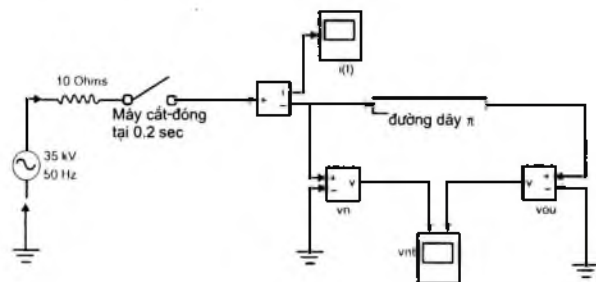 i(t)
10 Ohms
Máy cắt-đóng
tại 0.2 sec
i
+
−
đường dây π
35 kV
50 Hz
+
−
v
vn
v
+
−
vou
vnt